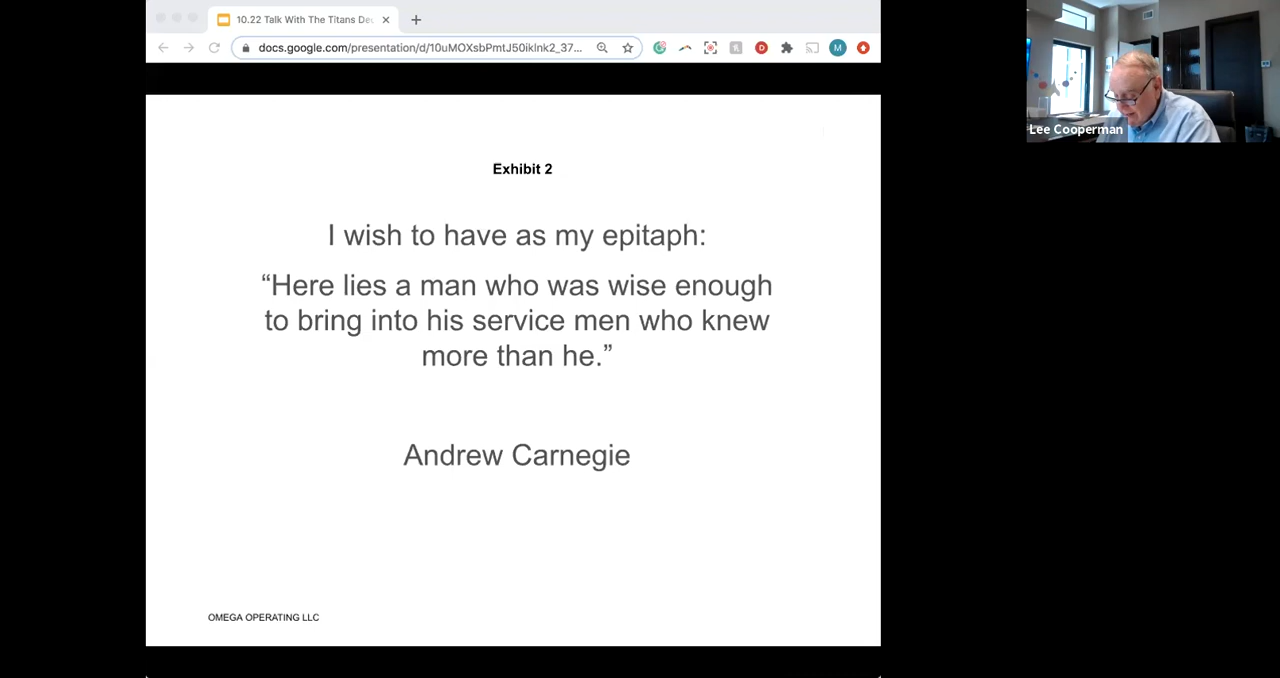 10.22 Talk With The Titans De
docs.google.com/presentation/d/10uMOXsbPmtJ50iklnk2_37...
D
M
Lee Cooperman
Exhibit 2
I wish to have as my epitaph:
“Here lies a man who was wise enough
to bring into his service men who knew
more than he.”
Andrew Carnegie
OMEGA OPERATING LLC